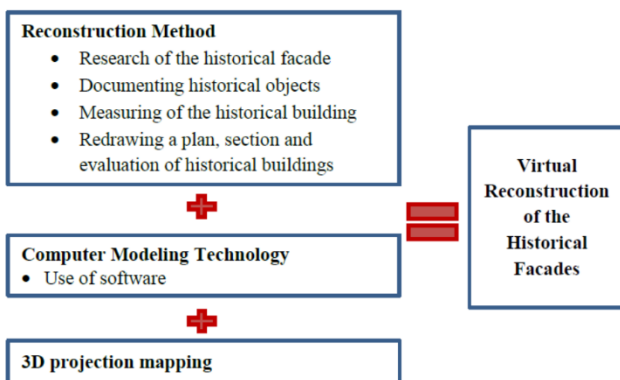 Reconstruction Method
• Research of the historical facade
• Documenting historical objects
• Measuring of the historical building
• Redrawing a plan, section and
evaluation of historical buildings
Computer Modeling Technology
• Use of software
3D projection mapping
Virtual
Reconstruction
of the
Historical
Facades